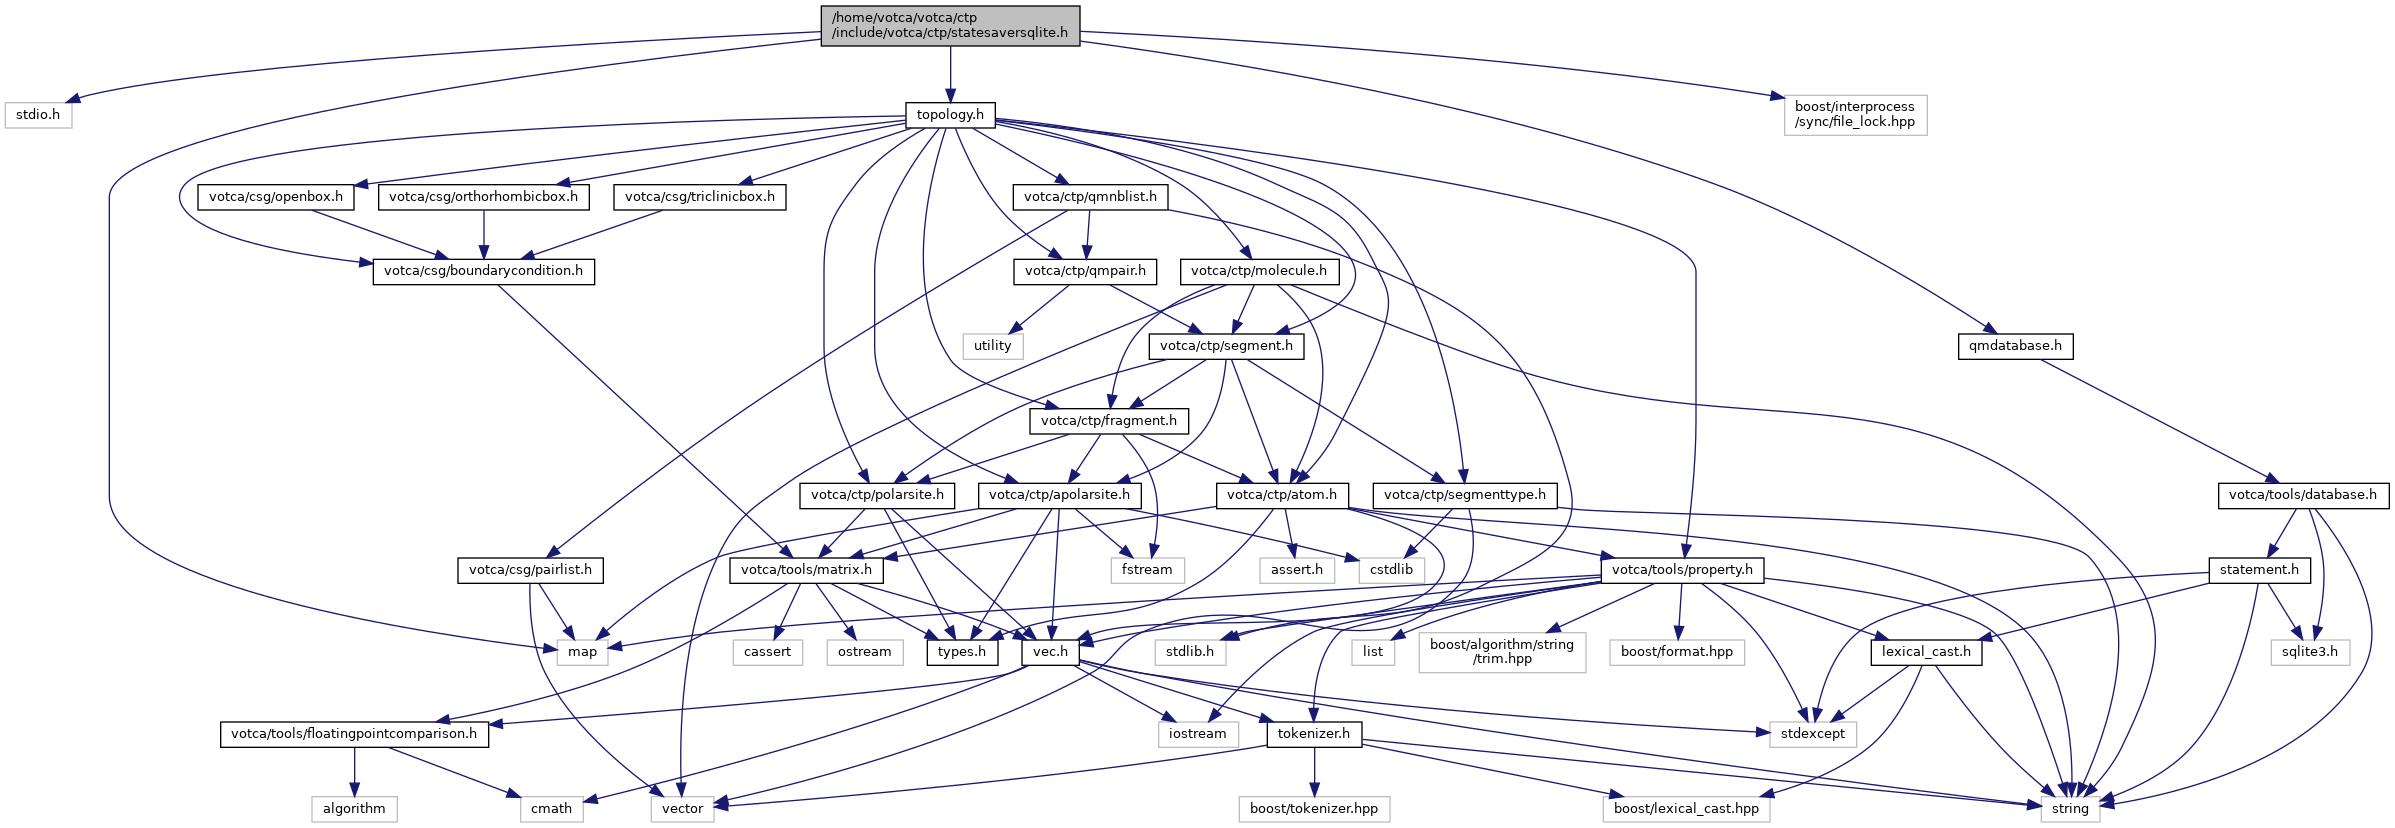 /home/votca/votca/ctp
/include/votca/ctp/statesaversqlite.h
stdio.h
topology.h
boost/interprocess
/sync/file_lock.hpp
votca/csg/openbox.h
votca/csg/orthorhombicbox.h
votca/csg/triclinicbox.h
votca/ctp/qmnblist.h
votca/csg/boundarycondition.h
votca/ctp/qmpair.h
votca/ctp/molecule.h
utility
votca/ctp/segment.h
qmdatabase.h
votca/ctp/fragment.h
votca/ctp/polarsite.h
votca/ctp/apolarsite.h
votca/ctp/atom.h
votca/ctp/segmenttype.h
votca/tools/database.h
votca/csg/pairlist.h
votca/tools/matrix.h
fstream
assert.h
cstdlib
votca/tools/property.h
statement.h
map
cassert
ostream
types.h
vec.h
stdlib.h
list
boost/algorithm/string
/trim.hpp
boost/format.hpp
lexical_cast.h
sqlite3.h
votca/tools/floatingpointcomparison.h
iostream
tokenizer.h
stdexcept
algorithm
cmath
vector
boost/tokenizer.hpp
boost/lexical_cast.hpp
string